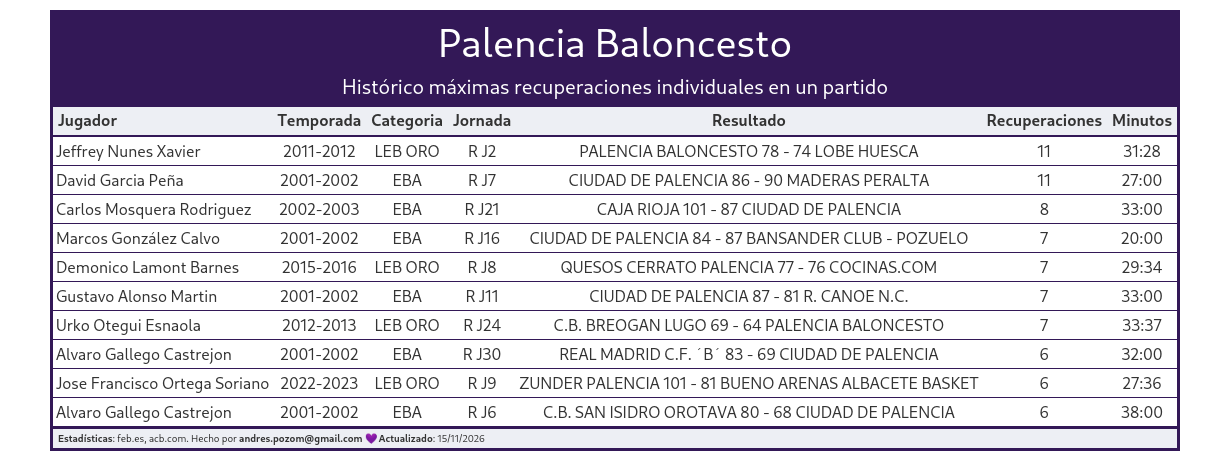 Palencia Baloncesto
Histórico máximas recuperaciones individuales en un partido
Jugador Temporada Categoria Jornada Resultado Recuperaciones Minutos
Jeffrey Nunes Xavier 2011-2012 LEB ORO R J2 PALENCIA BALONCESTO 78 - 74 LOBE HUESCA 11 31:28
David Garcia Peña 2001-2002 EBA R J7 CIUDAD DE PALENCIA 86 - 90 MADERAS PERALTA 11 27:00
Carlos Mosquera Rodriguez 2002-2003 EBA R J21 CAJA RIOJA 101 - 87 CIUDAD DE PALENCIA 8 33:00
Marcos González Calvo 2001-2002 EBA R J16 CIUDAD DE PALENCIA 84 - 87 BANSANDER CLUB - POZUELO 7 20:00
Demonico Lamont Barnes 2015-2016 LEB ORO R J8 QUESOS CERRATO PALENCIA 77 - 76 COCINAS.COM 7 29:34
Gustavo Alonso Martin 2001-2002 EBA R J11 CIUDAD DE PALENCIA 87 - 81 R. CANOE N.C. 7 33:00
Urko Otegui Esnaola 2012-2013 LEB ORO R J24 C.B. BREOGAN LUGO 69 - 64 PALENCIA BALONCESTO 7 33:37
Alvaro Gallego Castrejon 2001-2002 EBA R J30 REAL MADRID C.F. ´B´ 83 - 69 CIUDAD DE PALENCIA 6 32:00
Jose Francisco Ortega Soriano 2022-2023 LEB ORO R J9 ZUNDER PALENCIA 101 - 81 BUENO ARENAS ALBACETE BASKET 6 27:36
Alvaro Gallego Castrejon 2001-2002 EBA R J6 C.B. SAN ISIDRO OROTAVA 80 - 68 CIUDAD DE PALENCIA 6 38:00
Estadísticas: feb.es, acb.com. Hecho por andres.pozom@gmail.com 💜 Actualizado: 15/11/2026